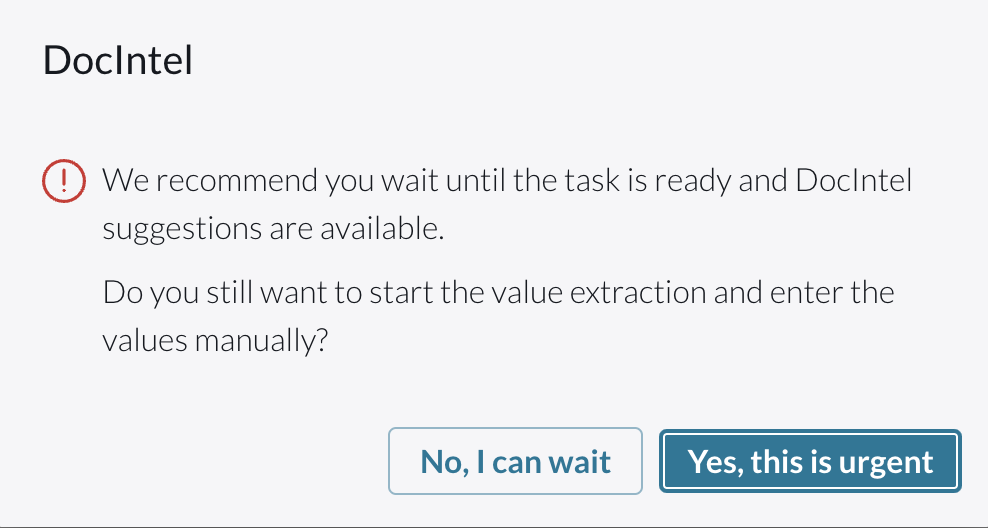 DocIntel
We recommend you wait until the task is ready and DocIntel
suggestions are available.
Do you still want to start the value extraction and enter the
values manually?
No, I can wait
Yes, this is urgent